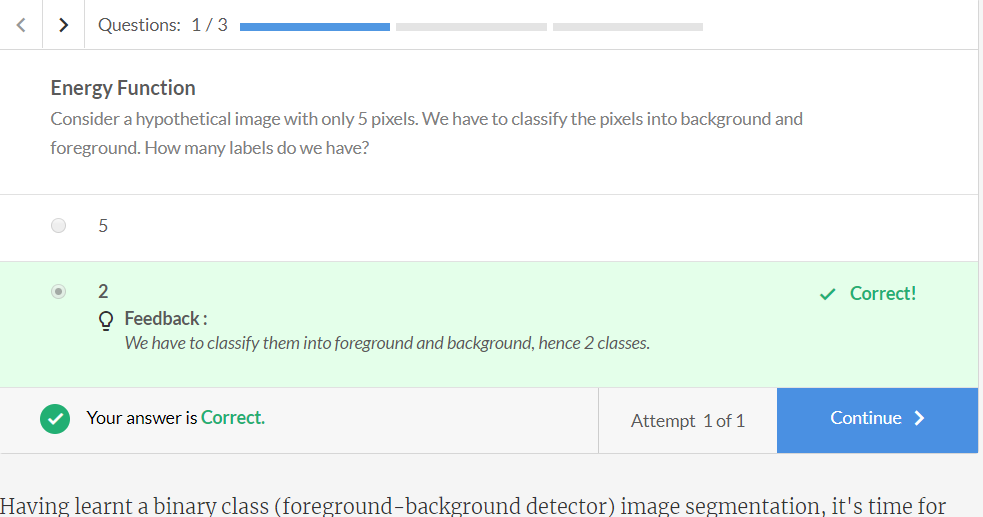 Questions: 1 / 3
Energy Function
Consider a hypothetical image with only 5 pixels. We have to classify the pixels into background and
foreground. How many labels do we have?
5
2
Correct!
Feedback :
We have to classify them into foreground and background, hence 2 classes.
Your answer is Correct.
Attempt 1 of 1
Continue
Having learnt a binary class (foreground-background detector) image segmentation, it's time for